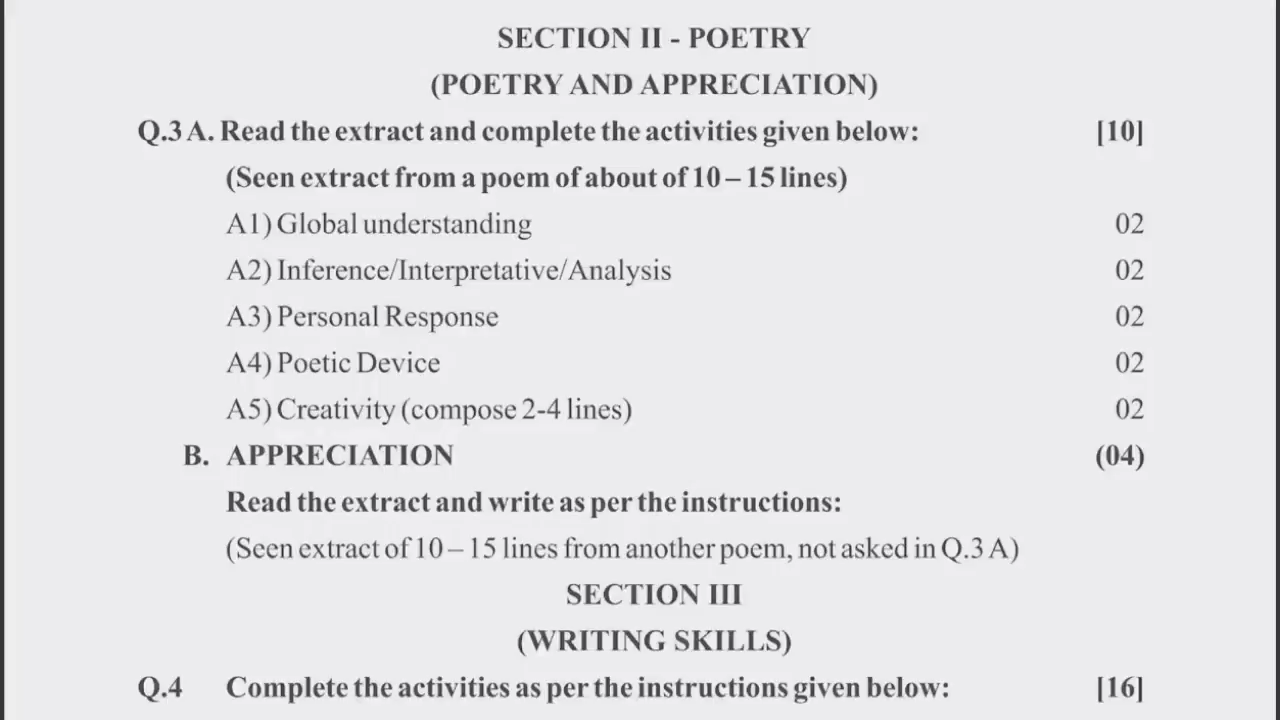 SECTION II - POETRY
(POETRY AND APPRECIATION)
Q.3 A. Read the extract and complete the activities given below: [10]
(Seen extract from a poem of about of 10 – 15 lines)
A1) Global understanding 02
A2) Inference/Interpretative/Analysis 02
A3) Personal Response 02
A4) Poetic Device 02
A5) Creativity (compose 2-4 lines) 02
B. APPRECIATION (04)
Read the extract and write as per the instructions:
(Seen extract of 10 – 15 lines from another poem, not asked in Q.3 A)
SECTION III
(WRITING SKILLS)
Q.4 Complete the activities as per the instructions given below: [16]